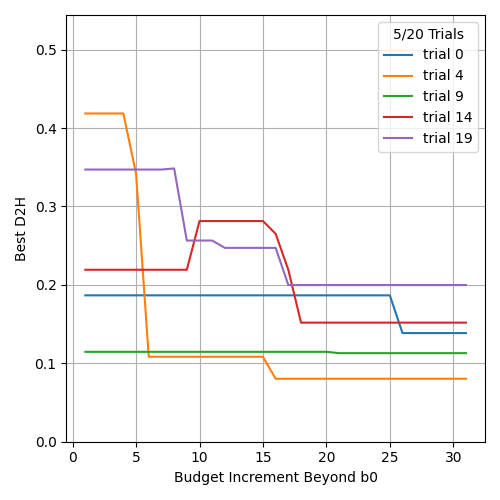 5/20 Trials
trial 0
trial 4
trial 9
trial 14
trial 19
0.5
0.4
0.3
0.2
0.1
0.0
Best D2H
0 5 10 15 20 25 30
Budget Increment Beyond b0